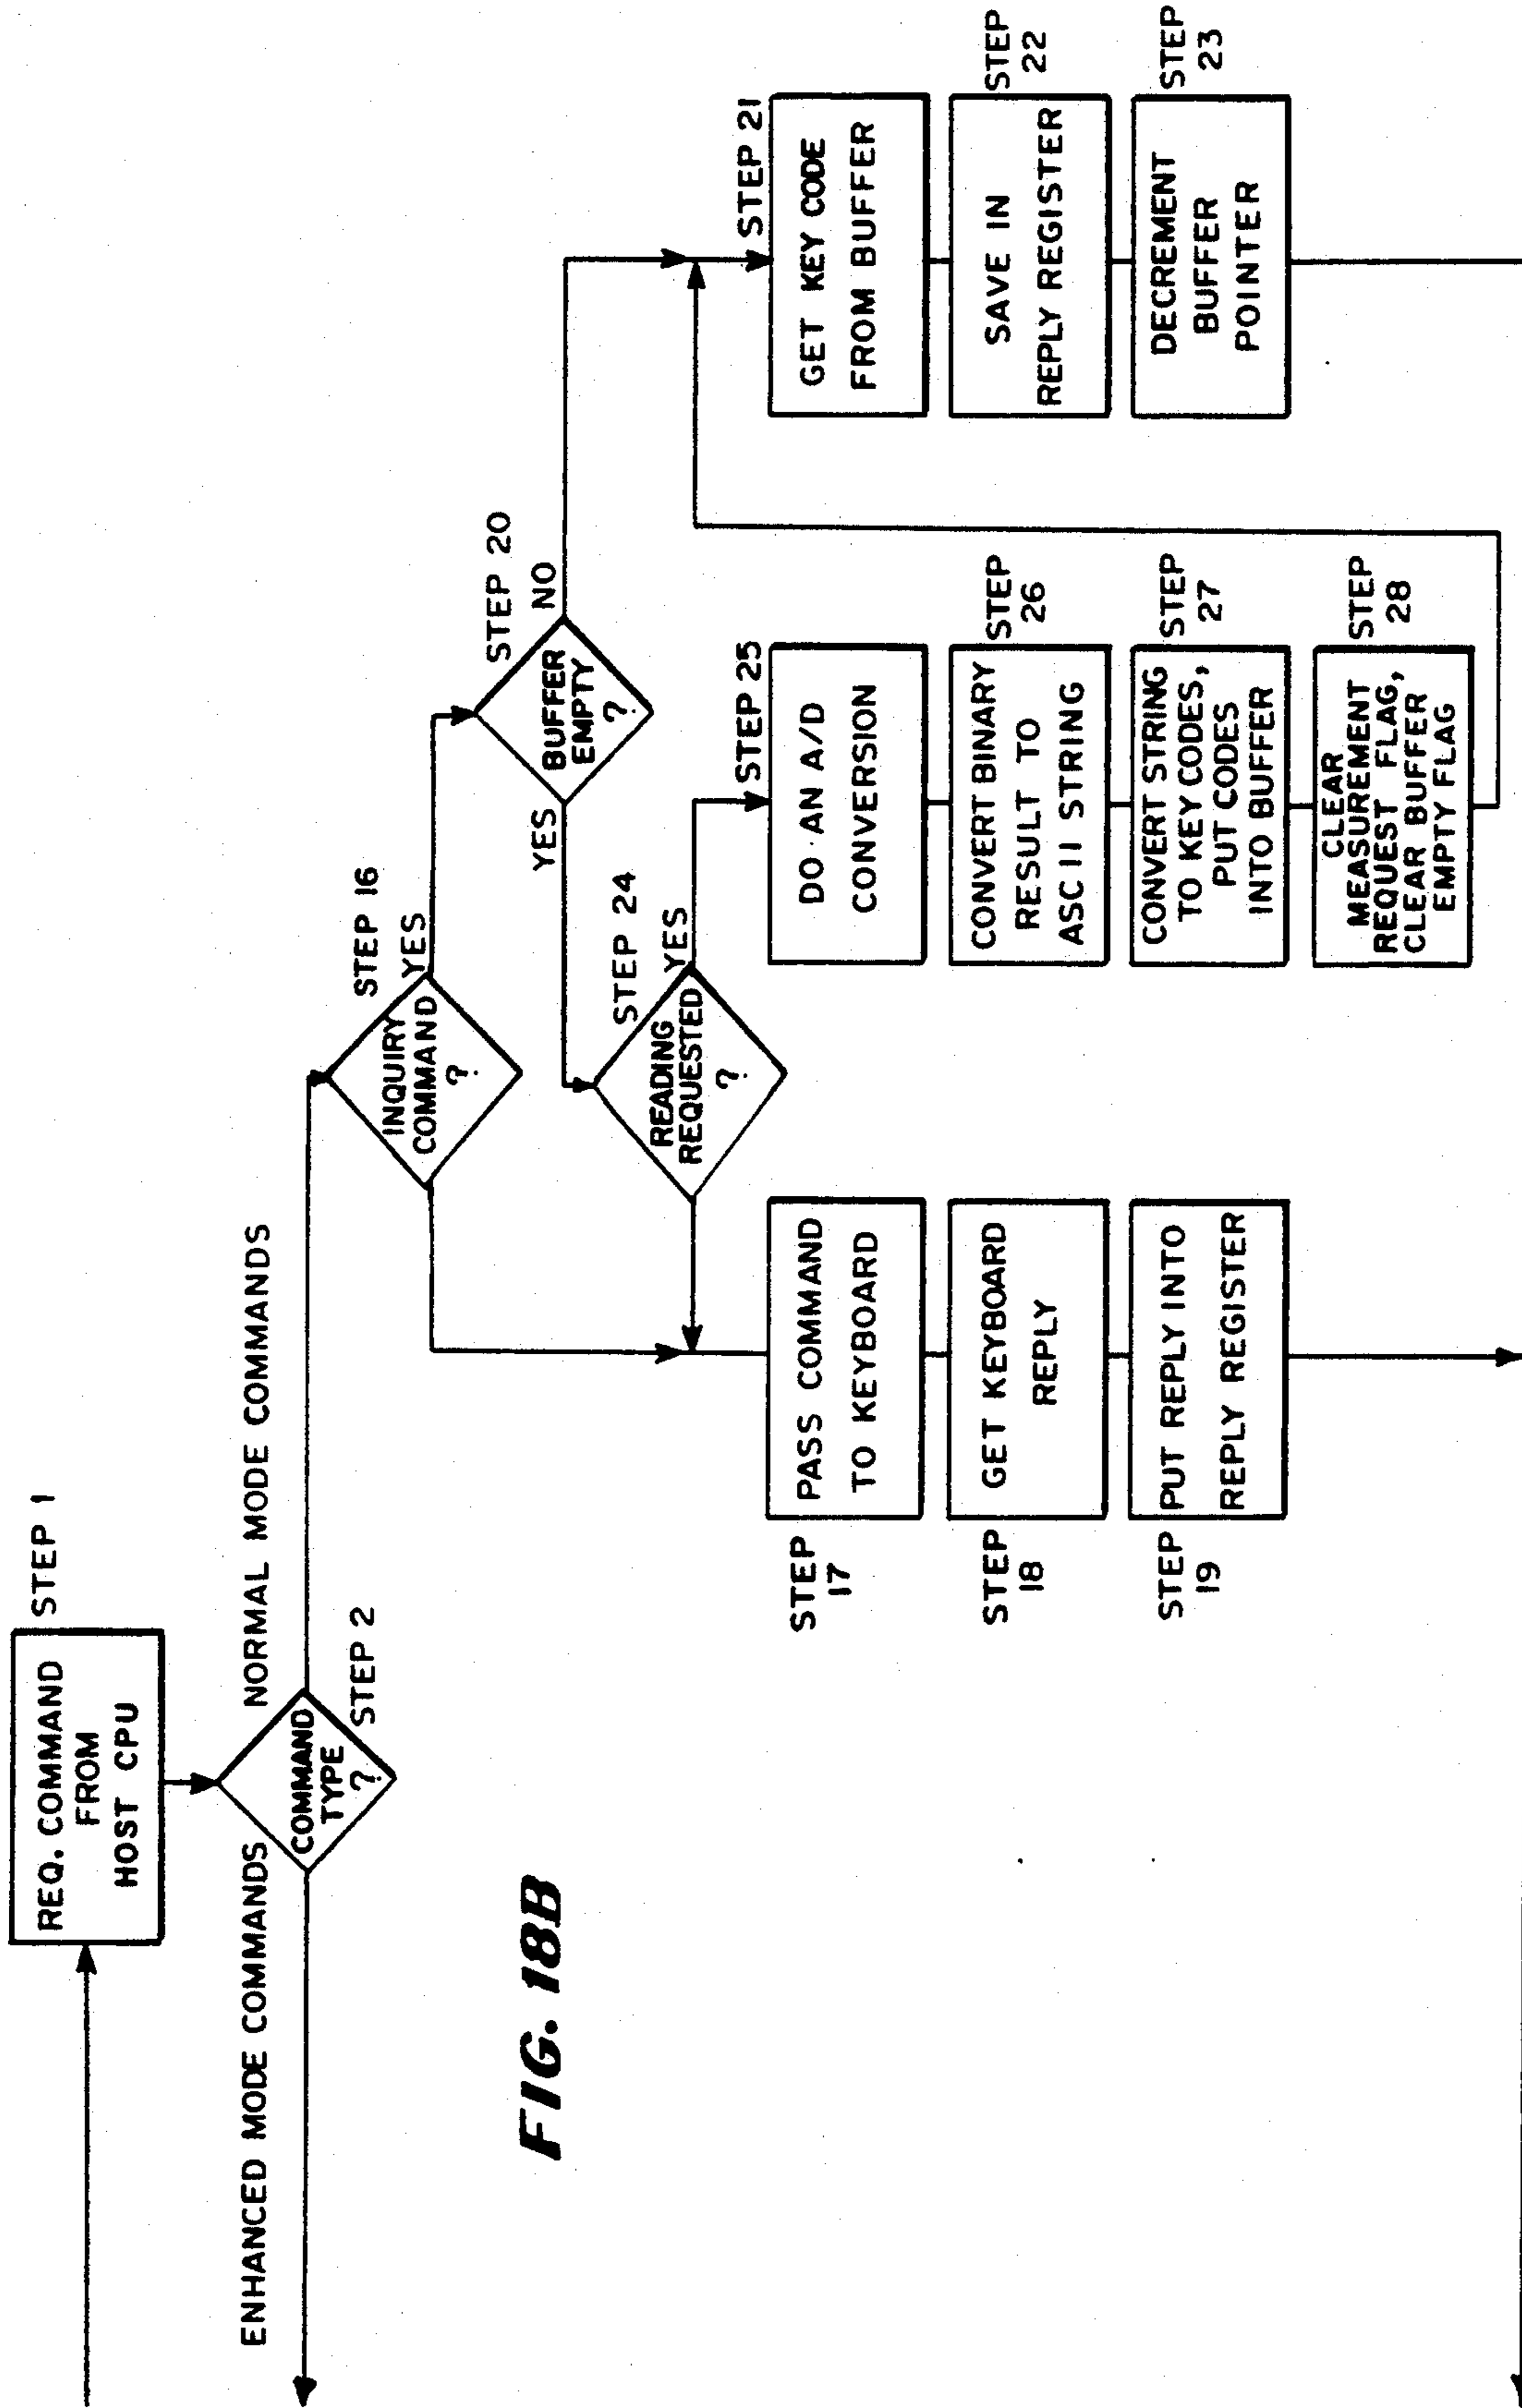 REQ. COMMAND
FROM
HOST CPU
STEP 1
ENHANCED MODE COMMANDS
NORMAL MODE COMMANDS
COMMAND
TYPE
?
STEP 2
INQUIRY
COMMAND
?
STEP 16
YES
BUFFER
EMPTY
?
STEP 20
YES
NO
READING
REQUESTED
?
STEP 24
YES
STEP
17
PASS COMMAND
TO KEYBOARD
STEP
18
GET KEYBOARD
REPLY
STEP
19
PUT REPLY INTO
REPLY REGISTER
STEP 25
DO AN A/D
CONVERSION
STEP
26
CONVERT BINARY
RESULT TO
ASCII STRING
STEP
27
CONVERT STRING
TO KEY CODES,
PUT CODES
INTO BUFFER
STEP
28
CLEAR
MEASUREMENT
REQUEST FLAG,
CLEAR BUFFER
EMPTY FLAG
STEP 21
GET KEY CODE
FROM BUFFER
STEP
22
SAVE IN
REPLY REGISTER
STEP
23
DECREMENT
BUFFER
POINTER
FIG. 18B